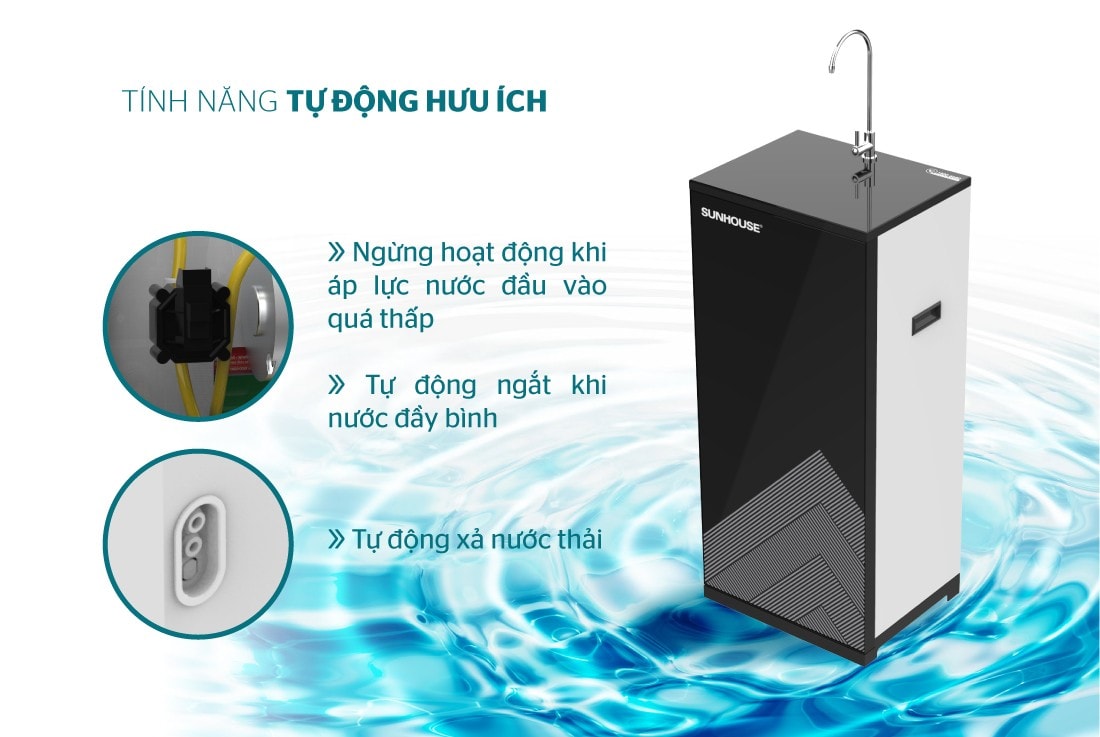 TÍNH NĂNG TỰ ĐỘNG HƯU ÍCH
SUNHOUSE®
» Ngừng hoạt động khi
áp lực nước đầu vào
quá thấp
» Tự động ngắt khi
nước đầy bình
» Tự động xả nước thải